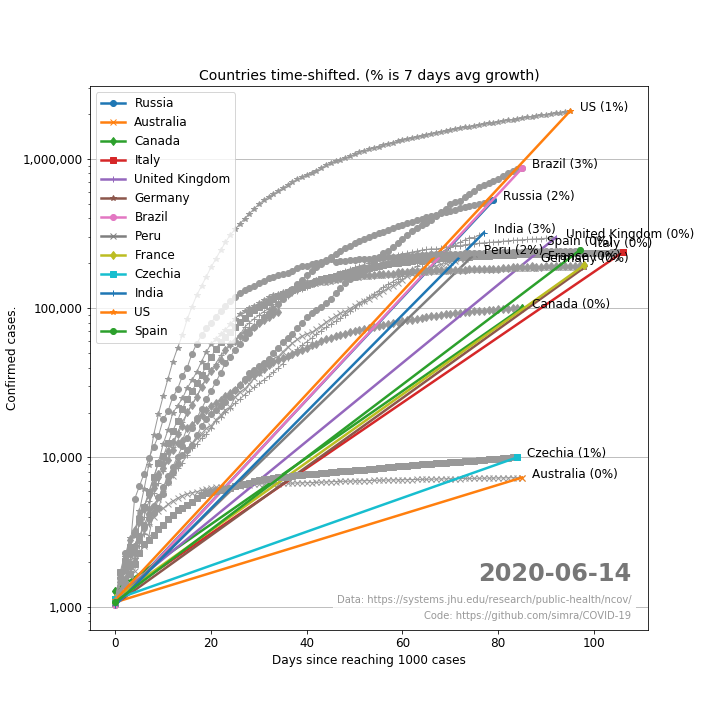 Countries time-shifted. (% is 7 days avg growth)
Russia
Australia
Canada
Italy
United Kingdom
Germany
Brazil
Peru
France
Czechia
India
US
Spain
US (1%)
Brazil (3%)
Russia (2%)
India (3%)
United Kingdom (0%)
Spain (0%)
Italy (0%)
Peru (2%)
France (0%)
Germany (0%)
Canada (0%)
Czechia (1%)
Australia (0%)
1,000,000
100,000
10,000
1,000
Confirmed cases.
0 20 40 60 80 100
Days since reaching 1000 cases
2020-06-14
Data: https://systems.jhu.edu/research/public-health/ncov/
Code: https://github.com/simra/COVID-19